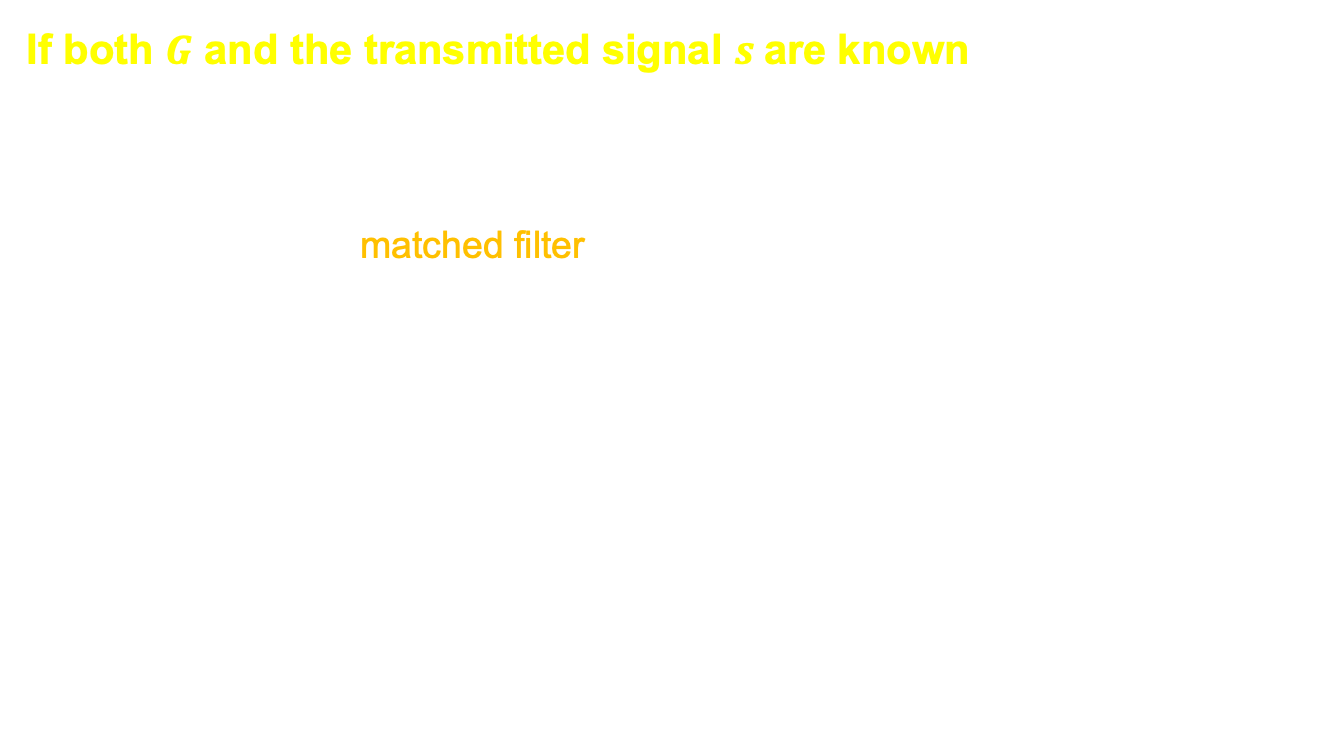 If both G and the transmitted signal s are known
matched filter